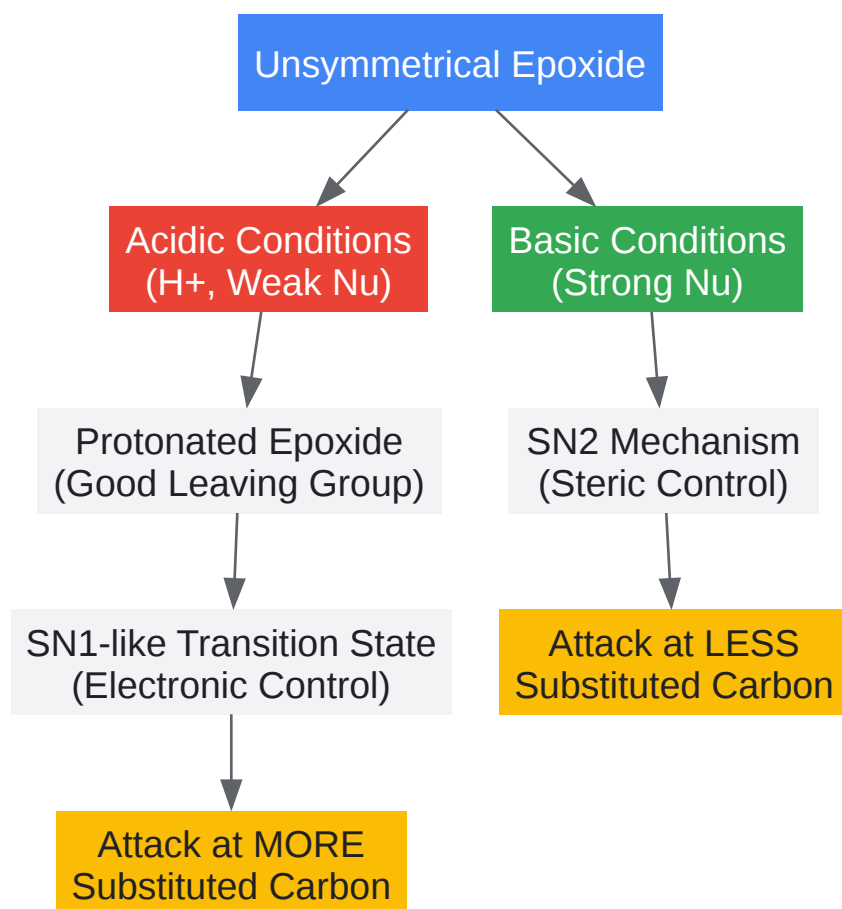 Unsymmetrical Epoxide
Acidic Conditions
(H+, Weak Nu)
Basic Conditions
(Strong Nu)
Protonated Epoxide
(Good Leaving Group)
SN2 Mechanism
(Steric Control)
SN1-like Transition State
(Electronic Control)
Attack at LESS
Substituted Carbon
Attack at MORE
Substituted Carbon